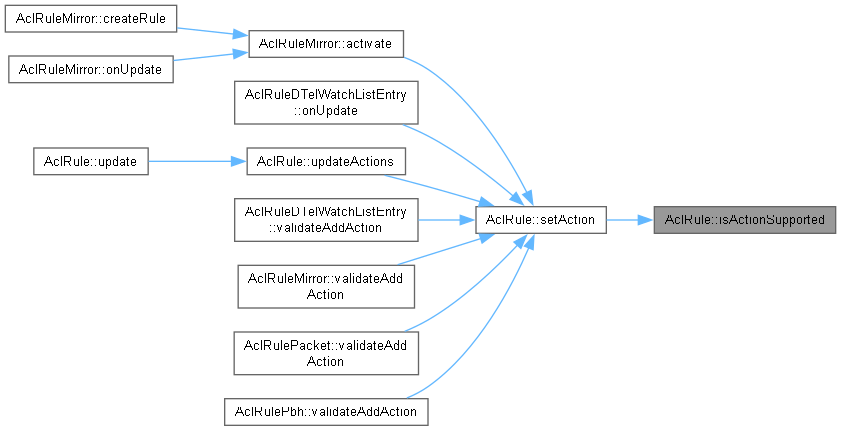 AclRuleMirror::createRule
AclRuleMirror::activate
AclRuleMirror::onUpdate
AclRuleDTelWatchListEntry
::onUpdate
AclRule::update
AclRule::updateActions
AclRuleDTelWatchListEntry
::validateAddAction
AclRule::setAction
AclRule::isActionSupported
AclRuleMirror::validateAdd
Action
AclRulePacket::validateAdd
Action
AclRulePbh::validateAddAction